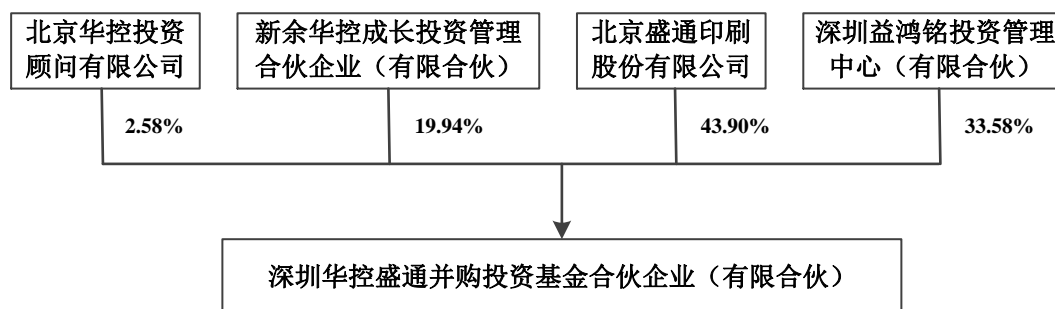 北京华控投资
顾问有限公司
新余华控成长投资管理
合伙企业（有限合伙）
北京盛通印刷
股份有限公司
深圳益鸿铭投资管理
中心（有限合伙）
2.58%
19.94%
43.90%
33.58%
深圳华控盛通并购投资基金合伙企业（有限合伙）